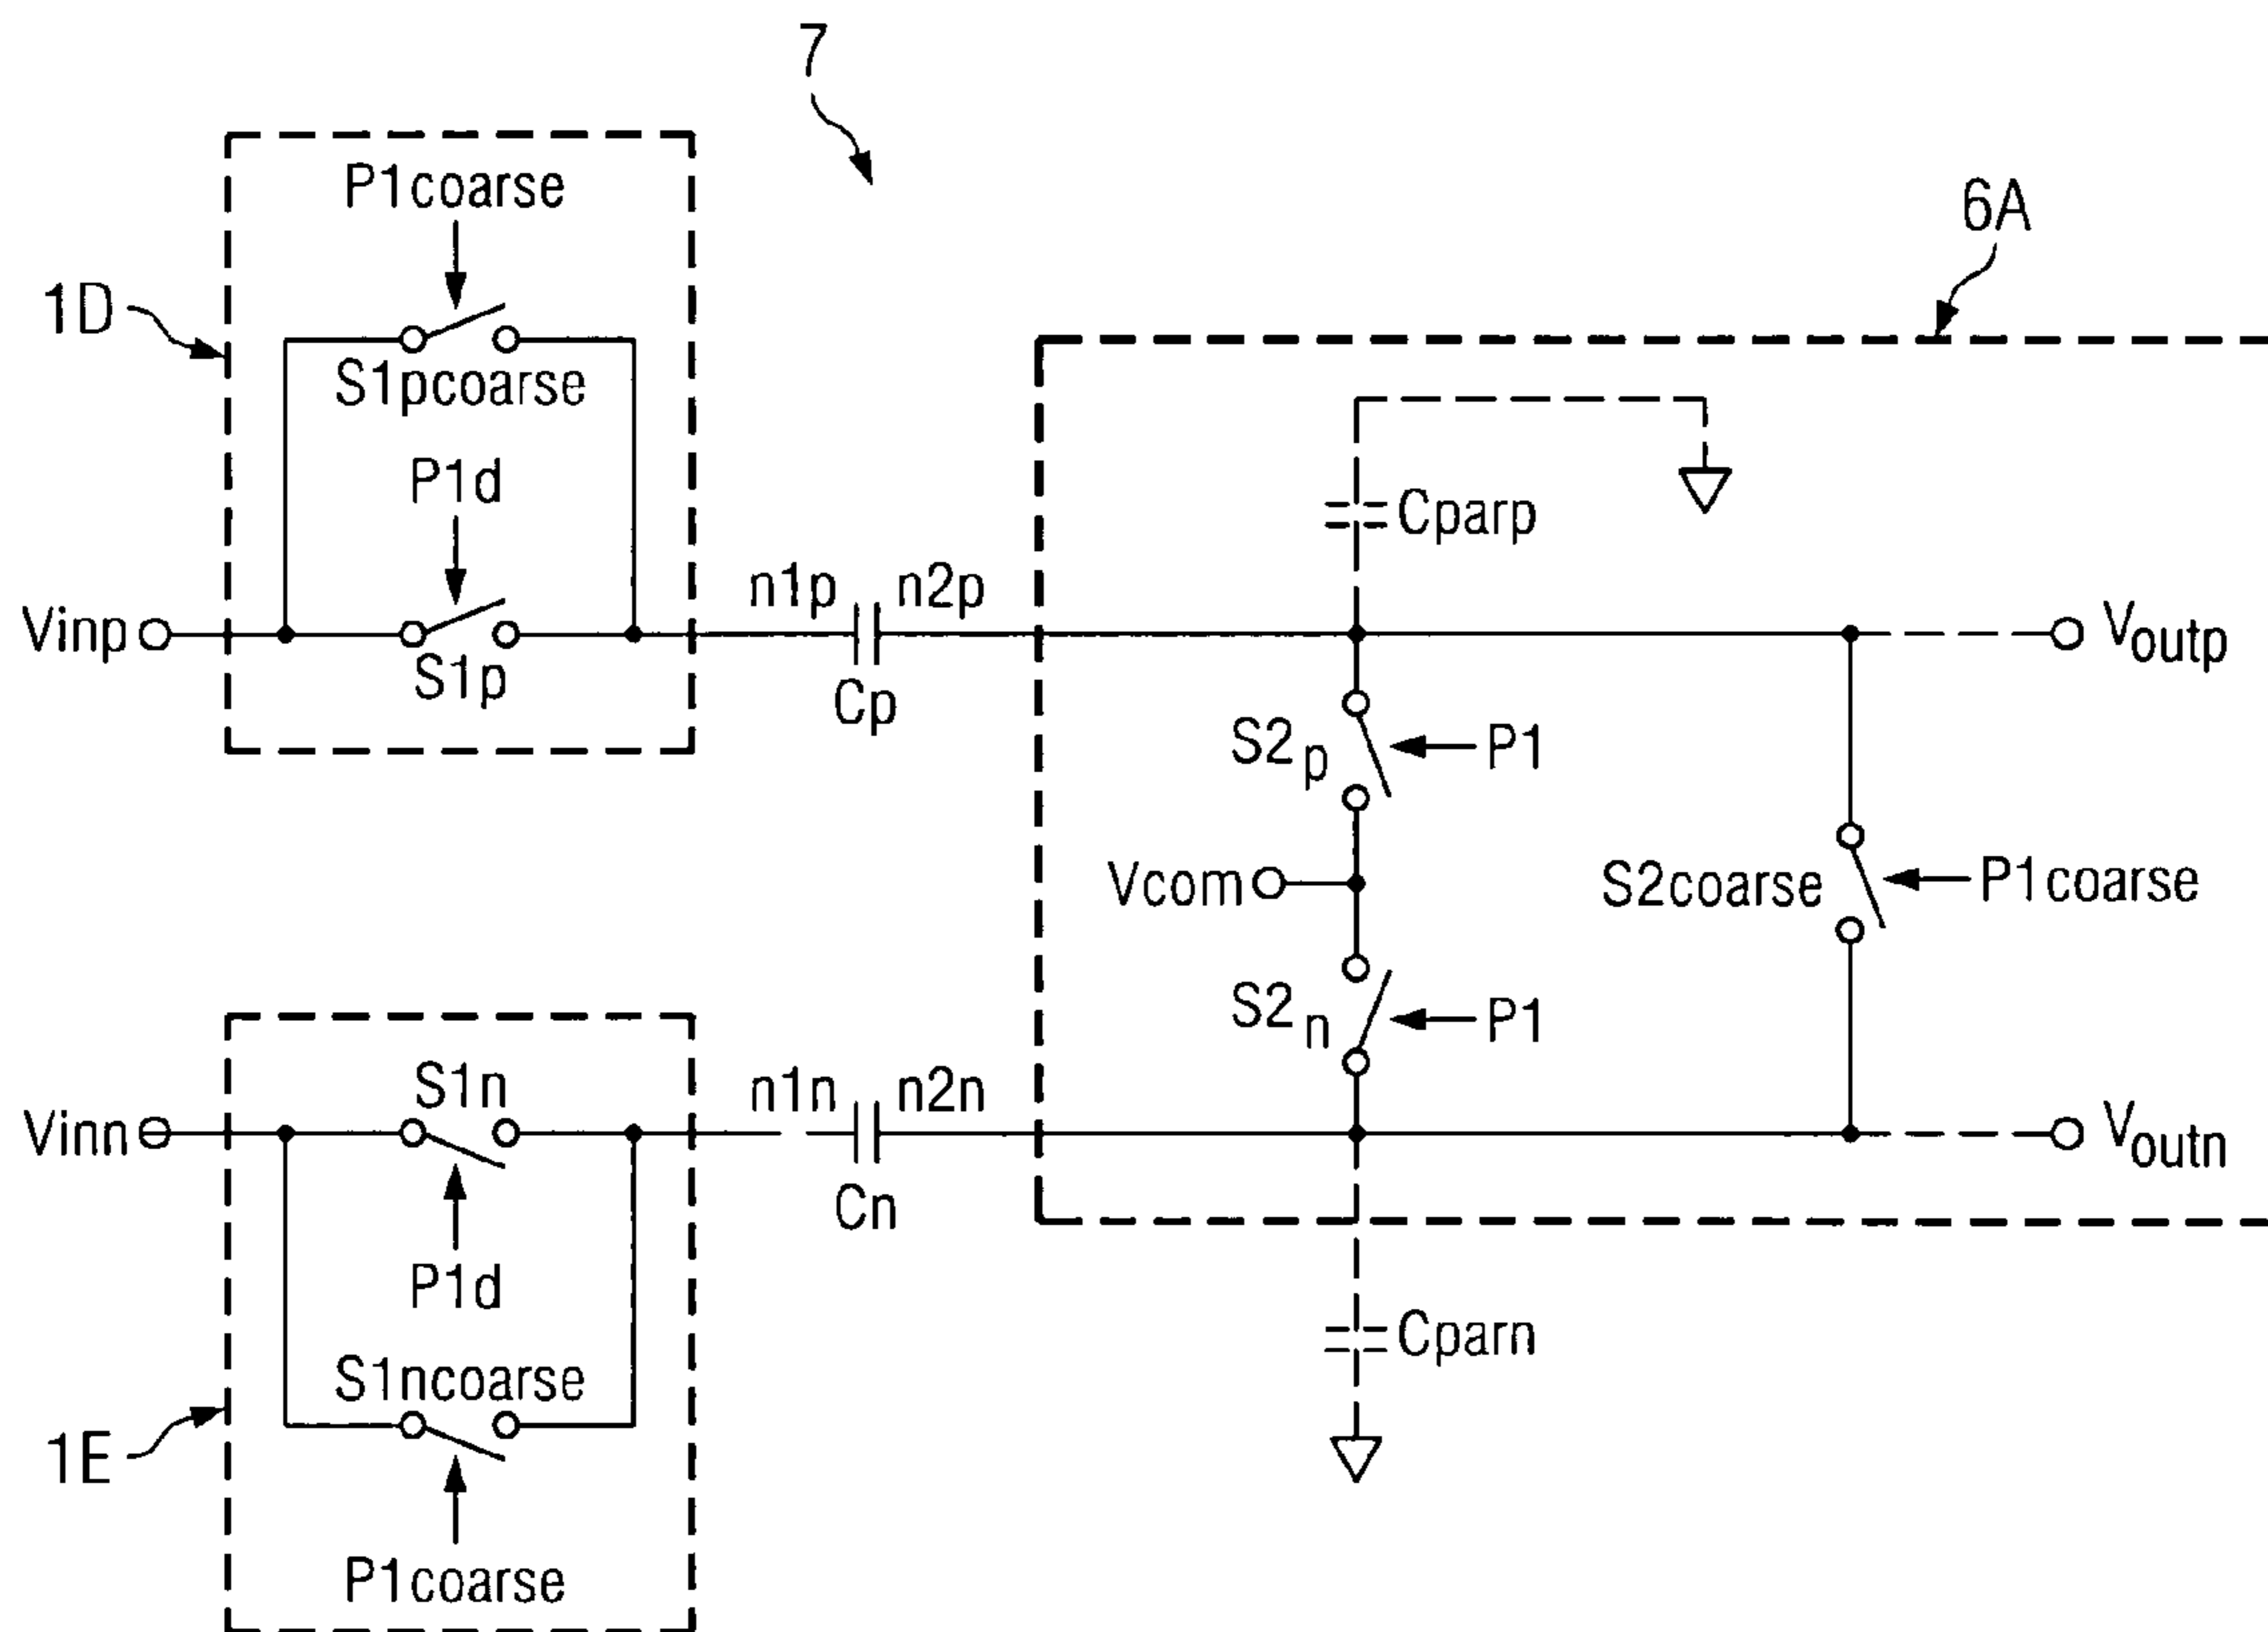 7
P1coarse
6A
1D
S1pcoarse
P1d
Cparp
n1p
n2p
Vinp
Voutp
S1p
Cp
S2p
P1
Vcom
S2coarse
P1coarse
S2n
P1
S1n
n1n
n2n
Vinn
Voutn
Cn
P1d
Cparn
S1ncoarse
1E
P1coarse